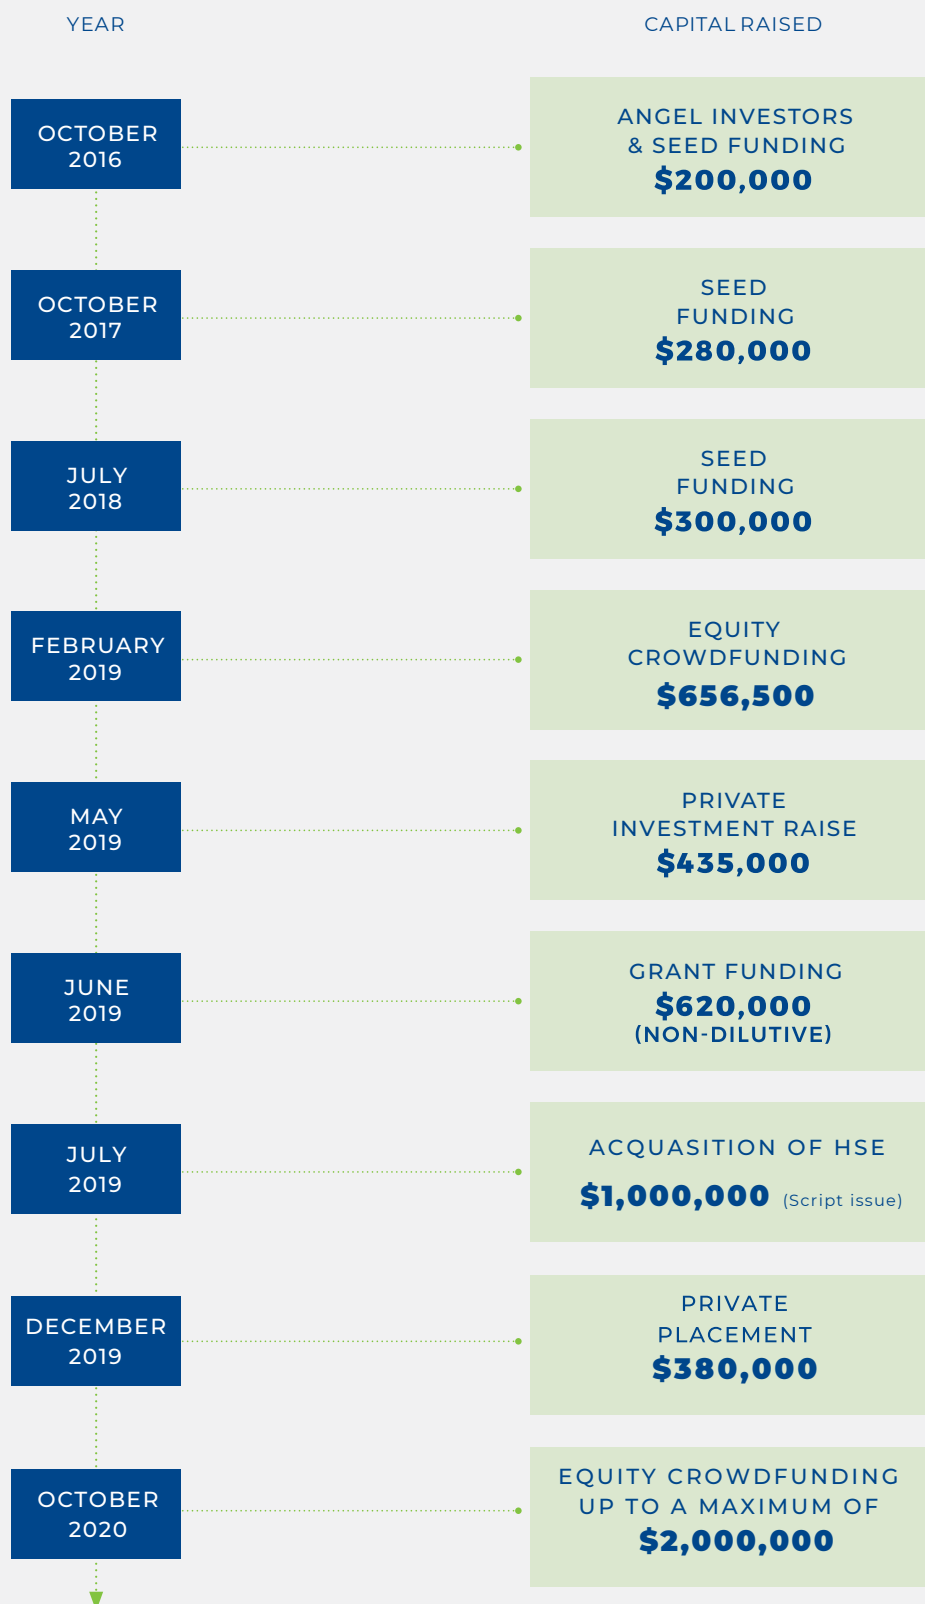 YEAR
CAPITAL RAISED
OCTOBER
2016
ANGEL INVESTORS
& SEED FUNDING
$200,000
OCTOBER
2017
SEED
FUNDING
$280,000
JULY
2018
SEED
FUNDING
$300,000
FEBRUARY
2019
EQUITY
CROWDFUNDING
$656,500
MAY
2019
PRIVATE
INVESTMENT RAISE
$435,000
JUNE
2019
GRANT FUNDING
$620,000
(NON-DILUTIVE)
JULY
2019
ACQUASITION OF HSE
$1,000,000 (Script issue)
DECEMBER
2019
PRIVATE
PLACEMENT
$380,000
OCTOBER
2020
EQUITY CROWDFUNDING
UP TO A MAXIMUM OF
$2,000,000